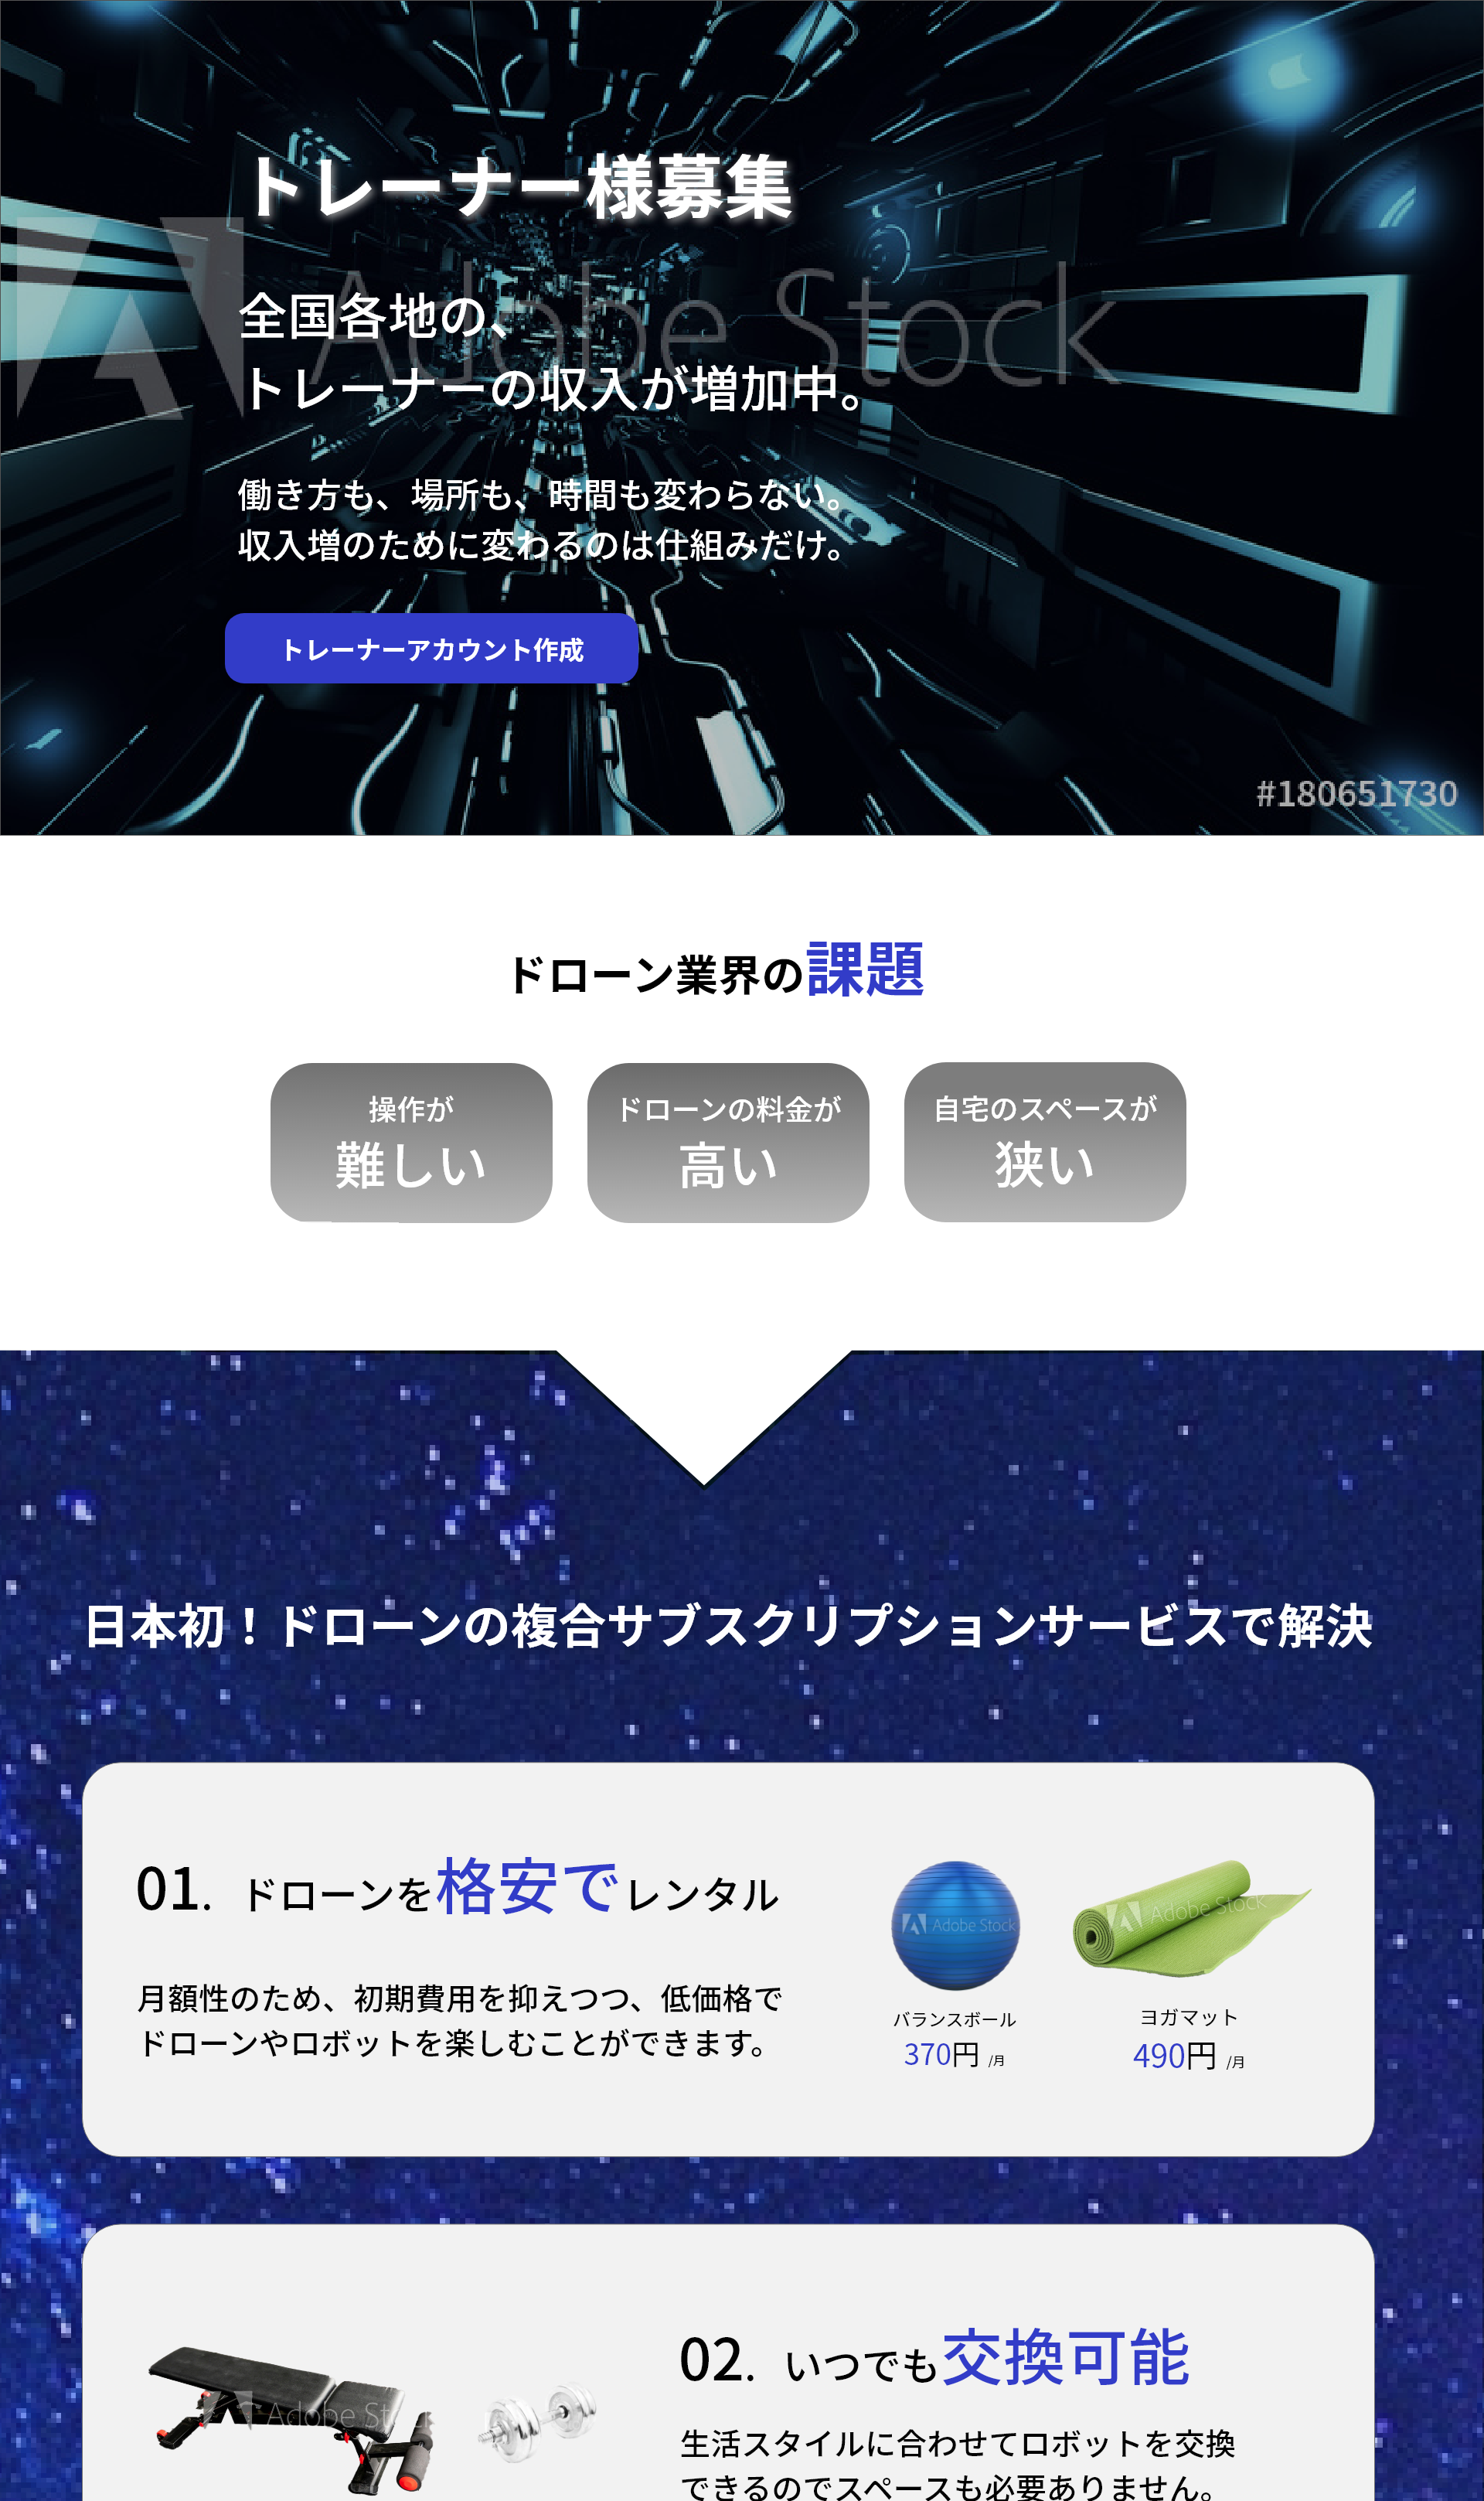 トレーナー様募集
Adobe Stock
全国各地の、
トレーナーの収入が増加中。
働き方も、場所も、時間も変わらない。
収入増のために変わるのは仕組みだけ。
トレーナーアカウント作成
#180651730
ドローン業界の課題
操作が
難しい
ドローンの料金が
高い
自宅のスペースが
狭い
日本初！ドローンの複合サブスクリプションサービスで解決
01. ドローンを格安でレンタル
月額性のため、初期費用を抑えつつ、低価格で
ドローンやロボットを楽しむことができます。
Adobe Stock
バランスボール
370円 /月
Adobe Stock
ヨガマット
490円 /月
Adobe Stock
02. いつでも交換可能
生活スタイルに合わせてロボットを交換
できるのでスペースも必要ありません。